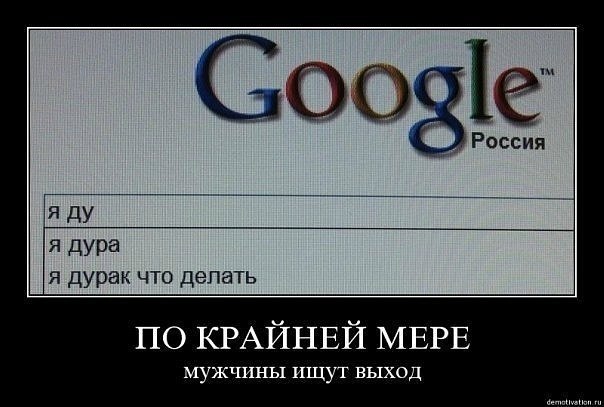 Google™
Россия
я ду
я дура
я дурак что делать
ПО КРАЙНЕЙ МЕРЕ
мужчины ищут выход
demotivation.ru